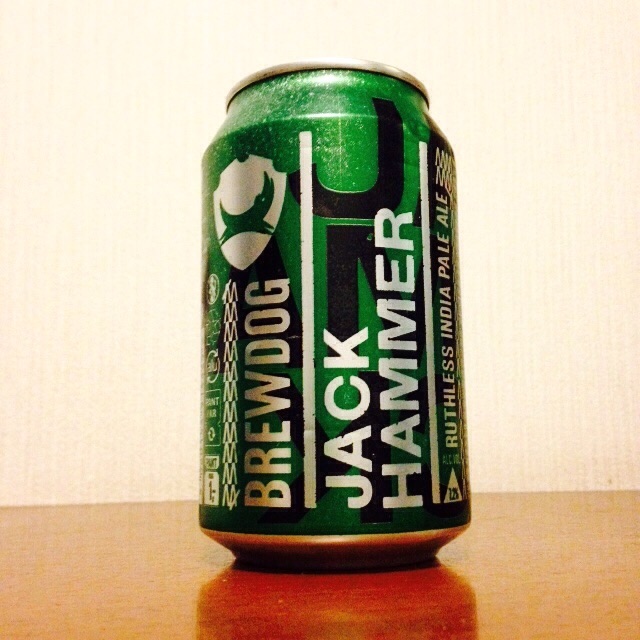 BREWDOG
JACK
HAMMER
RUTHLESS INDIA PALE ALE